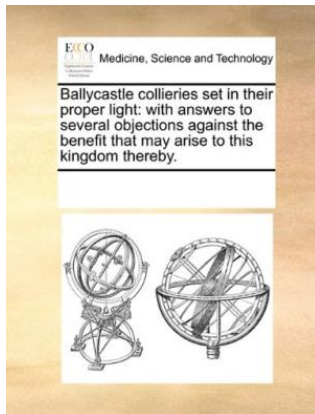 ECCO
Medicine, Science and Technology
Ballycastle collieries set in their
proper light: with answers to
several objections against the
benefit that may arise to this
kingdom thereby.